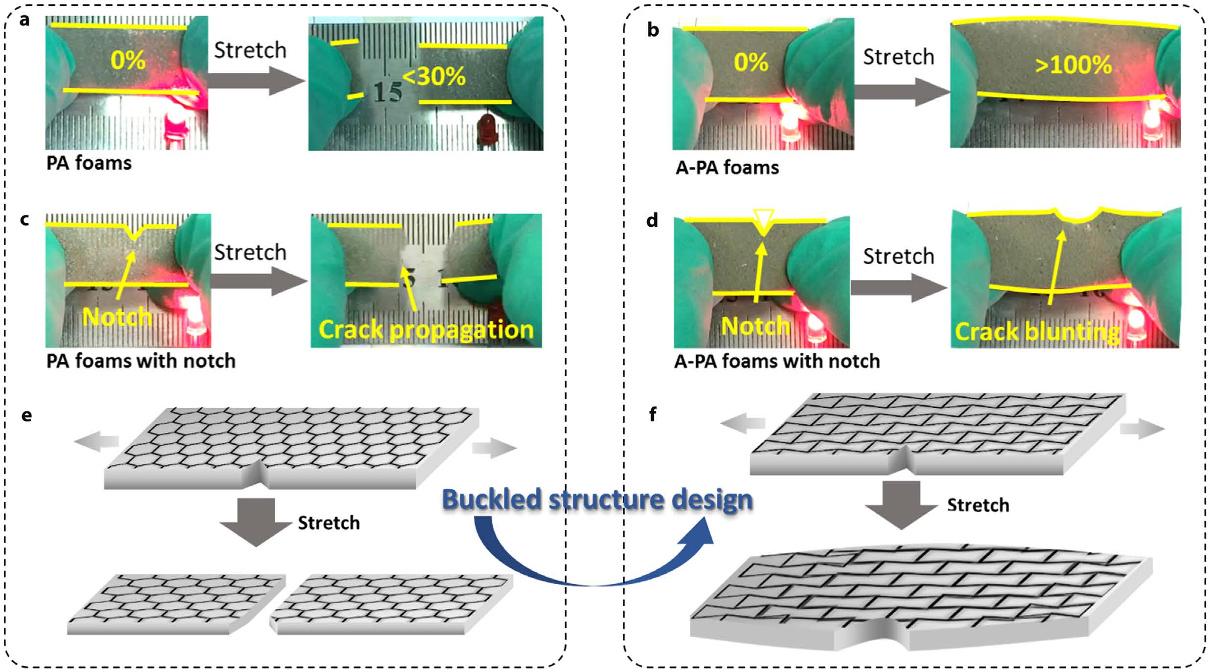 a
0%
Stretch
<30%
15
PA foams
b
0%
Stretch
>100%
A-PA foams
c
Notch
Stretch
Crack propagation
PA foams with notch
d
Notch
Stretch
Crack blunting
A-PA foams with notch
e
Stretch
Buckled structure design
f
Stretch